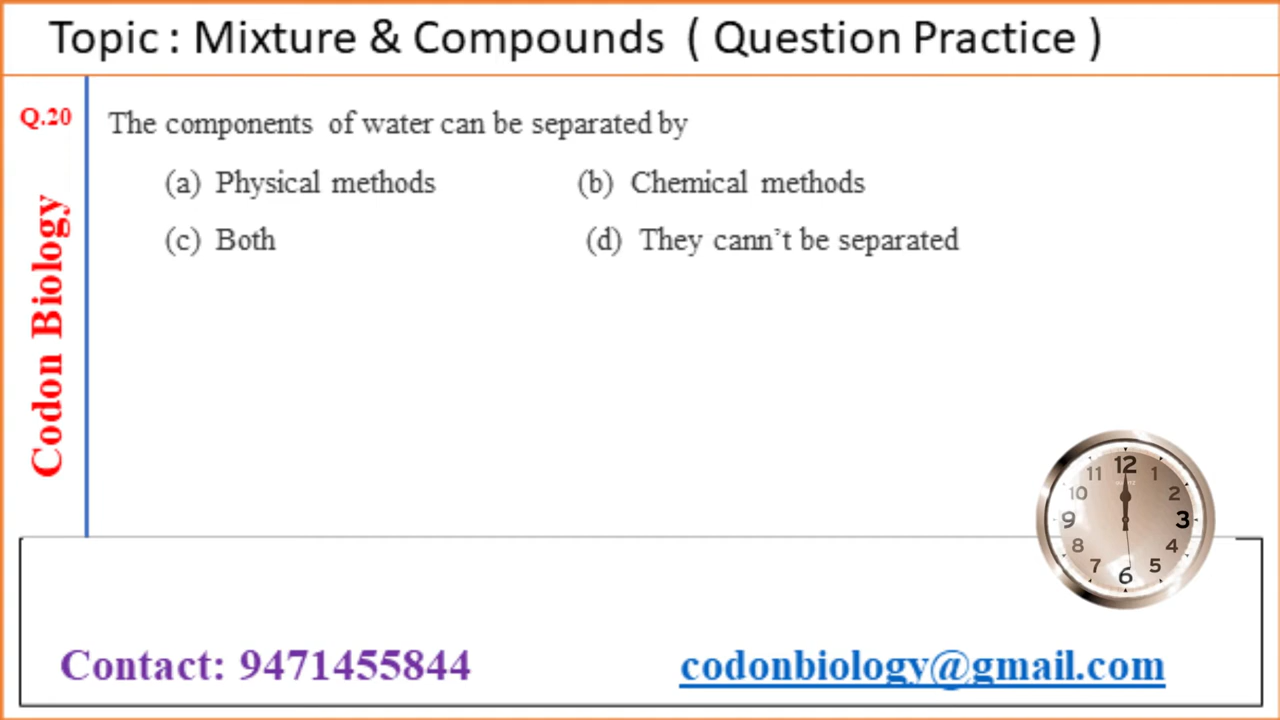 Topic : Mixture & Compounds ( Question Practice )
Q.20 The components of water can be separated by
(a) Physical methods (b) Chemical methods
(c) Both (d) They cann’t be separated
Codon Biology
12
11 1
10 2
9 3
8 4
7 5
6
Contact: 9471455844 codonbiology@gmail.com